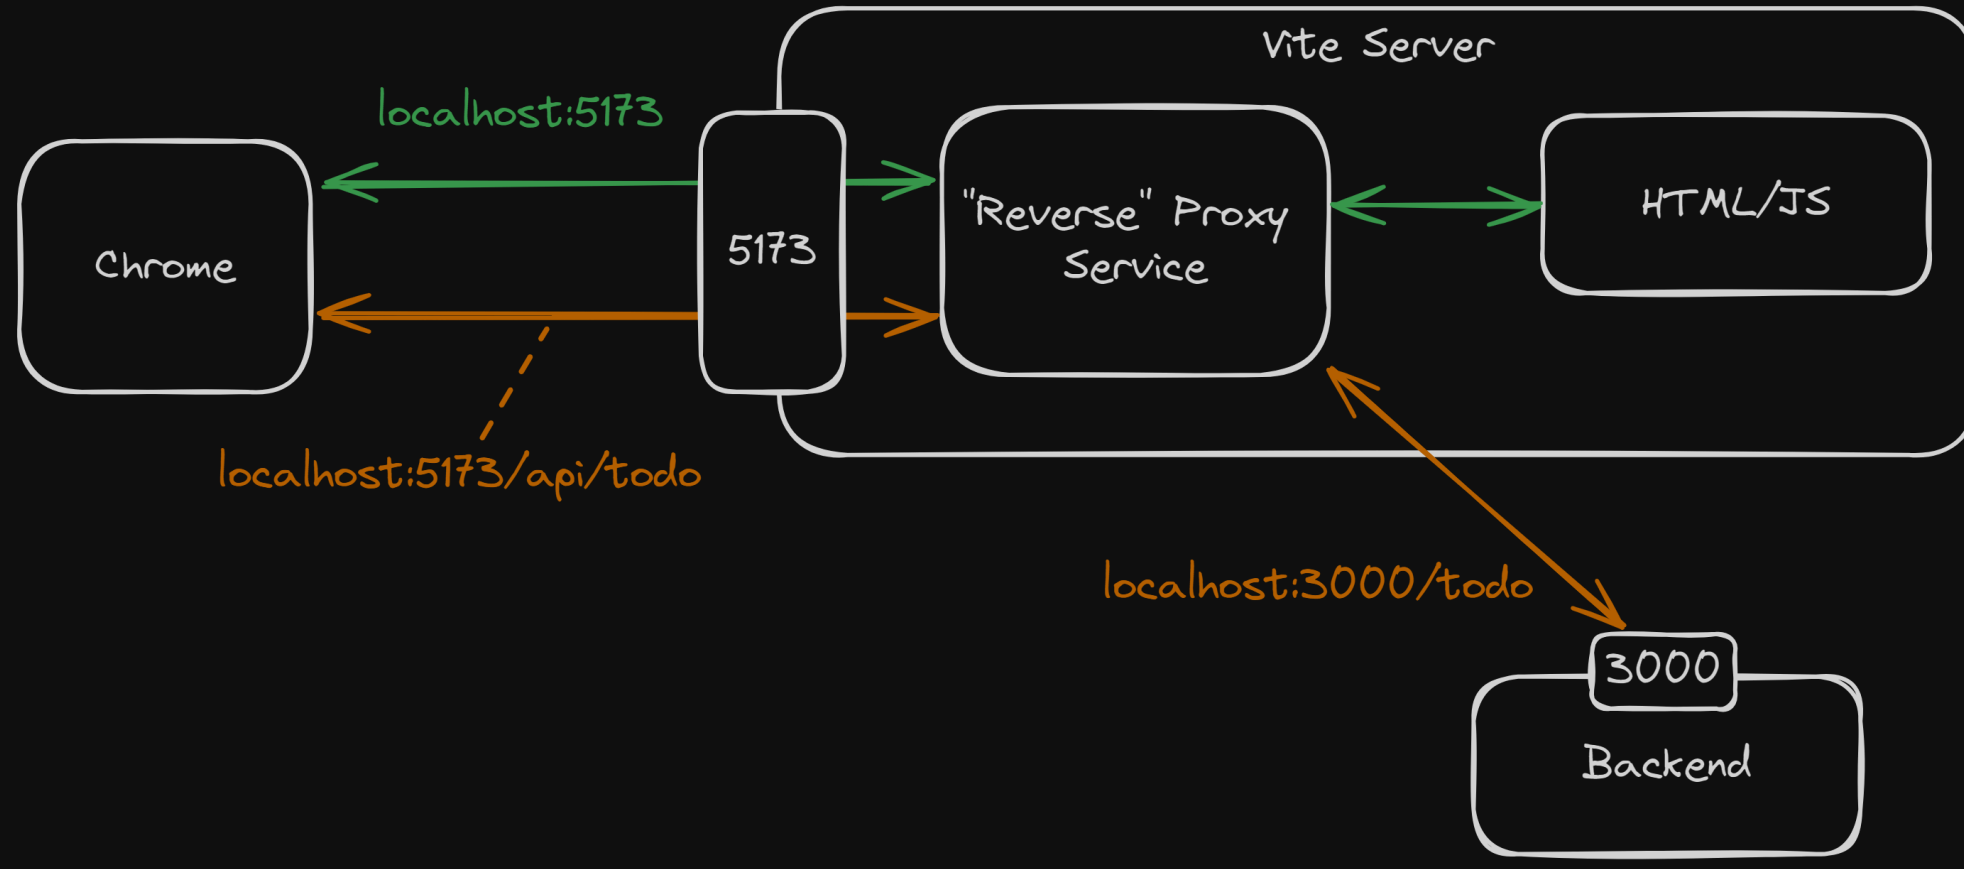 Vite Server
localhost:5173
Chrome
5173
"Reverse" Proxy
Service
HTML/JS
localhost:5173/api/todo
localhost:3000/todo
3000
Backend